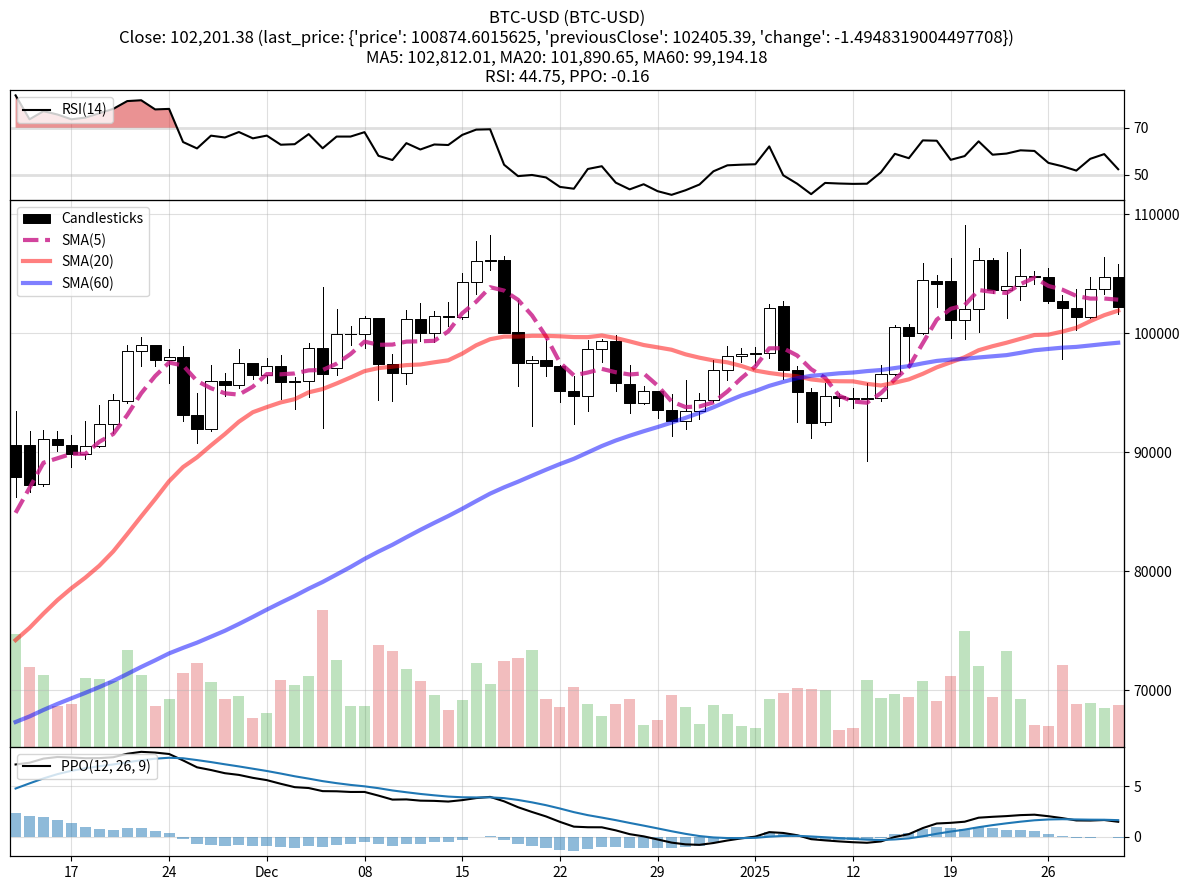 BTC-USD (BTC-USD)
Close: 102,201.38 (last_price: {'price': 100874.6015625, 'previousClose': 102405.39, 'change': -1.4948319004497708})
MA5: 102,812.01, MA20: 101,890.65, MA60: 99,194.18
RSI: 44.75, PPO: -0.16
RSI(14)
70
50
Candlesticks
SMA(5)
SMA(20)
SMA(60)
110000
100000
90000
80000
70000
PPO(12, 26, 9)
5
0
17 24 Dec 08 15 22 29 2025 12 19 26